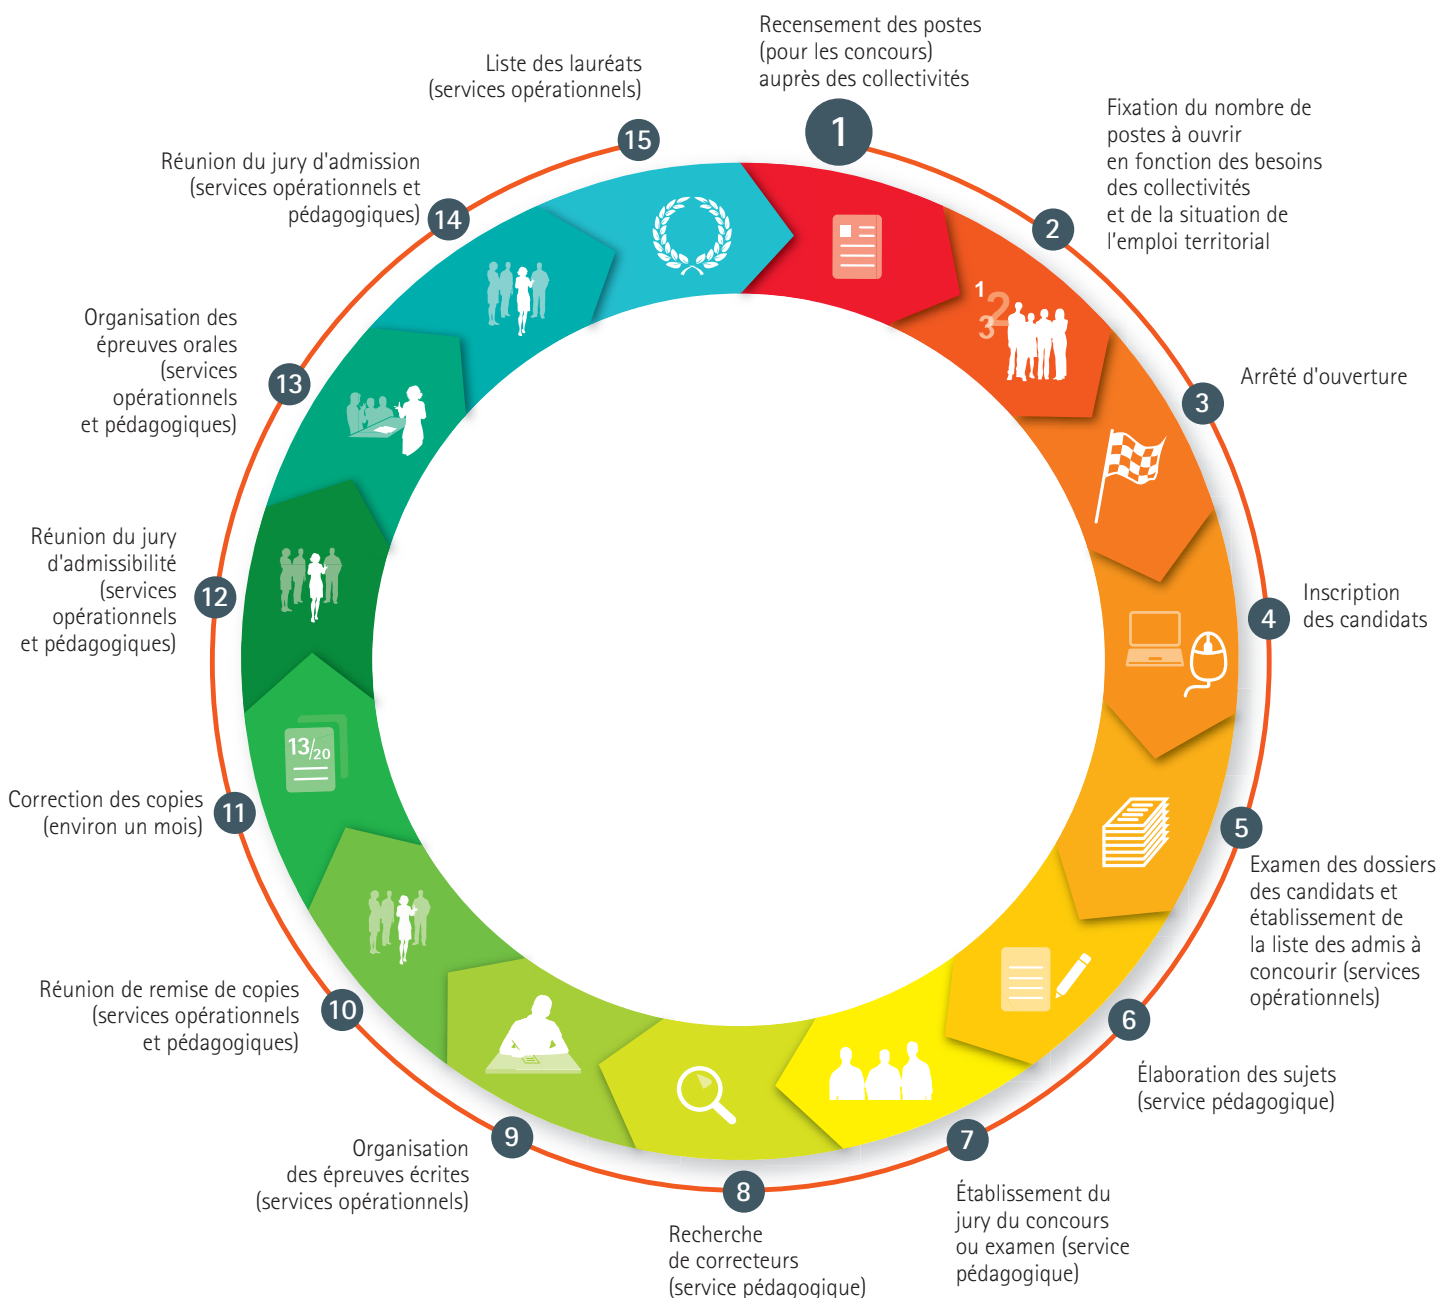 1
Recensement des postes
(pour les concours)
auprès des collectivités
2
Fixation du nombre de
postes à ouvrir
en fonction des besoins
des collectivités
et de la situation de
l'emploi territorial
1
2
3
3
Arrêté d'ouverture
4
Inscription
des candidats
5
Examen des dossiers
des candidats et
établissement de
la liste des admis à
concourir (services
opérationnels)
6
Élaboration des sujets
(service pédagogique)
7
Établissement du
jury du concours
ou examen (service
pédagogique)
8
Recherche
de correcteurs
(service pédagogique)
9
Organisation
des épreuves écrites
(services opérationnels)
10
Réunion de remise de copies
(services opérationnels
et pédagogiques)
11
Correction des copies
(environ un mois)
13/20
12
Réunion du jury
d'admissibilité
(services
opérationnels
et pédagogiques)
13
Organisation des
épreuves orales
(services
opérationnels
et pédagogiques)
14
Réunion du jury d'admission
(services opérationnels et
pédagogiques)
15
Liste des lauréats
(services opérationnels)